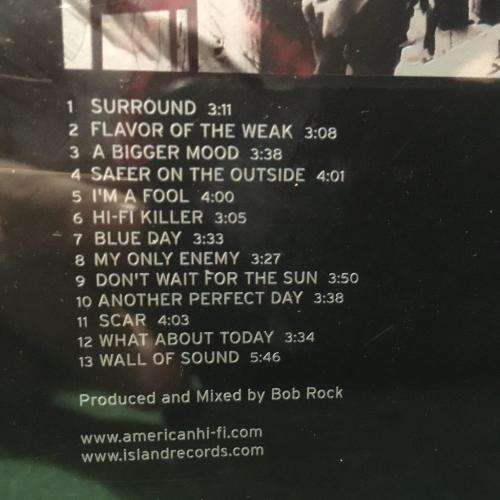 1 SURROUND 3:11
2 FLAVOR OF THE WEAK 3:08
3 A BIGGER MOOD 3:38
4 SAFER ON THE OUTSIDE 4:01
5 I'M A FOOL 4:00
6 HI-FI KILLER 3:05
7 BLUE DAY 3:33
8 MY ONLY ENEMY 3:27
9 DON'T WAIT FOR THE SUN 3:50
10 ANOTHER PERFECT DAY 3:38
11 SCAR 4:03
12 WHAT ABOUT TODAY 3:34
13 WALL OF SOUND 5:46
Produced and Mixed by Bob Rock
www.americanhi-fi.com
www.islandrecords.com